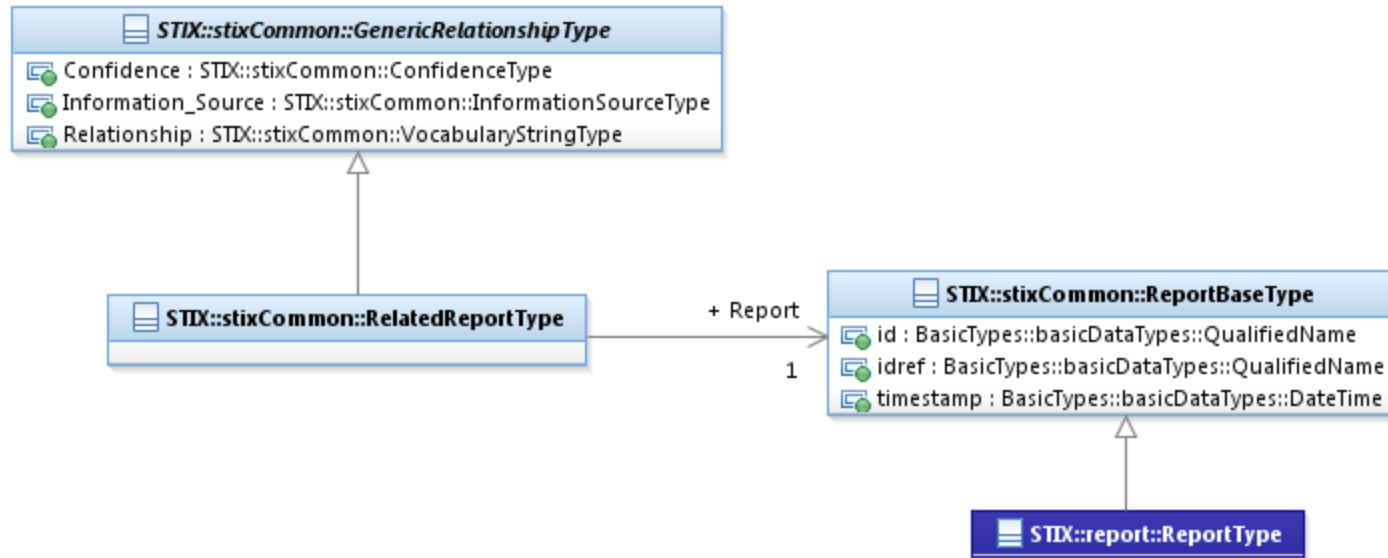 STIX::stixCommon::GenericRelationshipType
Confidence : STIX::stixCommon::ConfidenceType
Information_Source : STIX::stixCommon::InformationSourceType
Relationship : STIX::stixCommon::VocabularyStringType
STIX::stixCommon::RelatedReportType
+ Report
1
STIX::stixCommon::ReportBaseType
id : BasicTypes::basicDataTypes::QualifiedName
idref : BasicTypes::basicDataTypes::QualifiedName
timestamp : BasicTypes::basicDataTypes::DateTime
STIX::report::ReportType